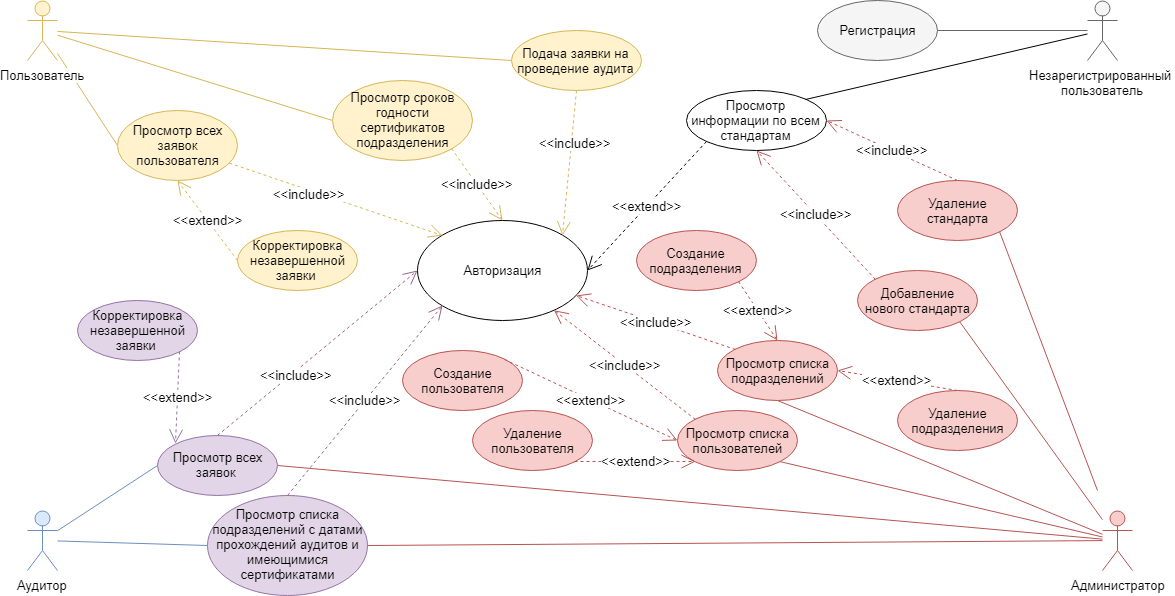 Пользователь
Подача заявки на
проведение аудита
Регистрация
Незарегистрированный
пользователь
Просмотр сроков
годности
сертификатов
подразделения
Просмотр
информации по всем
стандартам
Просмотр всех
заявок
пользователя
<<include>>
<<include>>
<<include>>
<<include>>
<<extend>>
<<extend>>
<<include>>
Удаление
стандарта
Корректировка
незавершенной
заявки
Авторизация
Создание
подразделения
Добавление
нового стандарта
Корректировка
незавершенной
заявки
<<extend>>
<<include>>
<<include>>
<<include>>
<<extend>>
<<include>>
<<extend>>
<<extend>>
Просмотр списка
подразделений
Создание
пользователя
Удаление
подразделения
Удаление
пользователя
Просмотр списка
пользователей
<<extend>>
Просмотр всех
заявок
Просмотр списка
подразделений с датами
прохождений аудитов и
имеющимися
сертификатами
Аудитор
Администратор